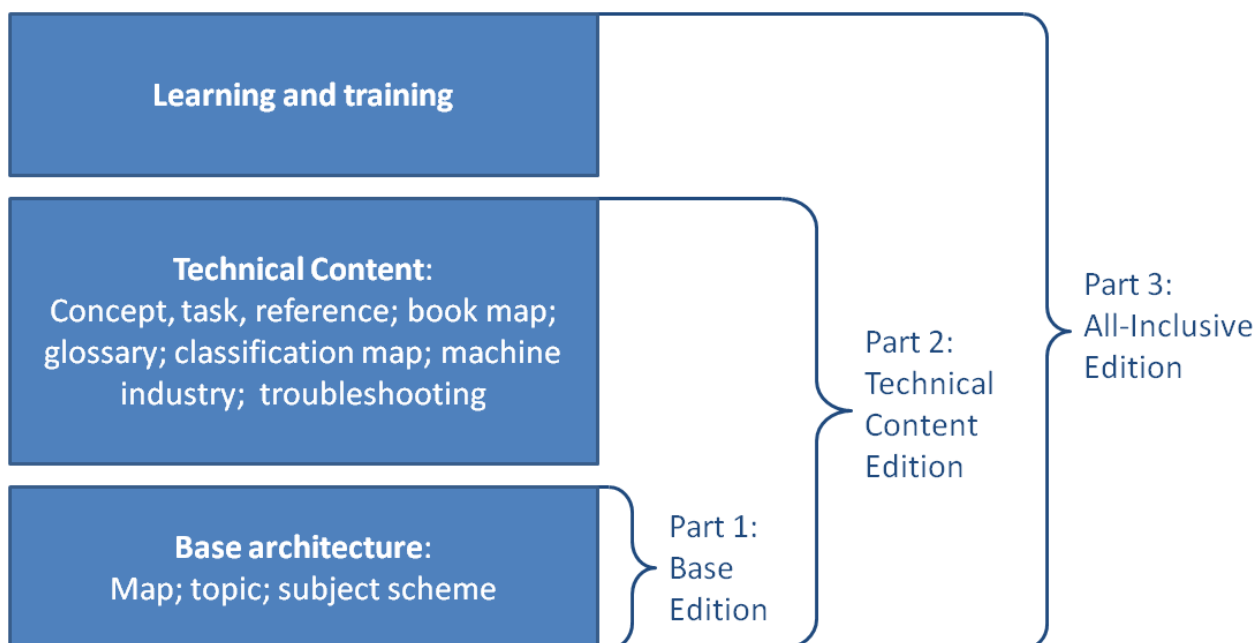 Learning and training
Technical Content:
Concept, task, reference; book map;
glossary; classification map; machine
industry; troubleshooting
Base architecture:
Map; topic; subject scheme
Part 1:
Base
Edition
Part 2:
Technical
Content
Edition
Part 3:
All-Inclusive
Edition